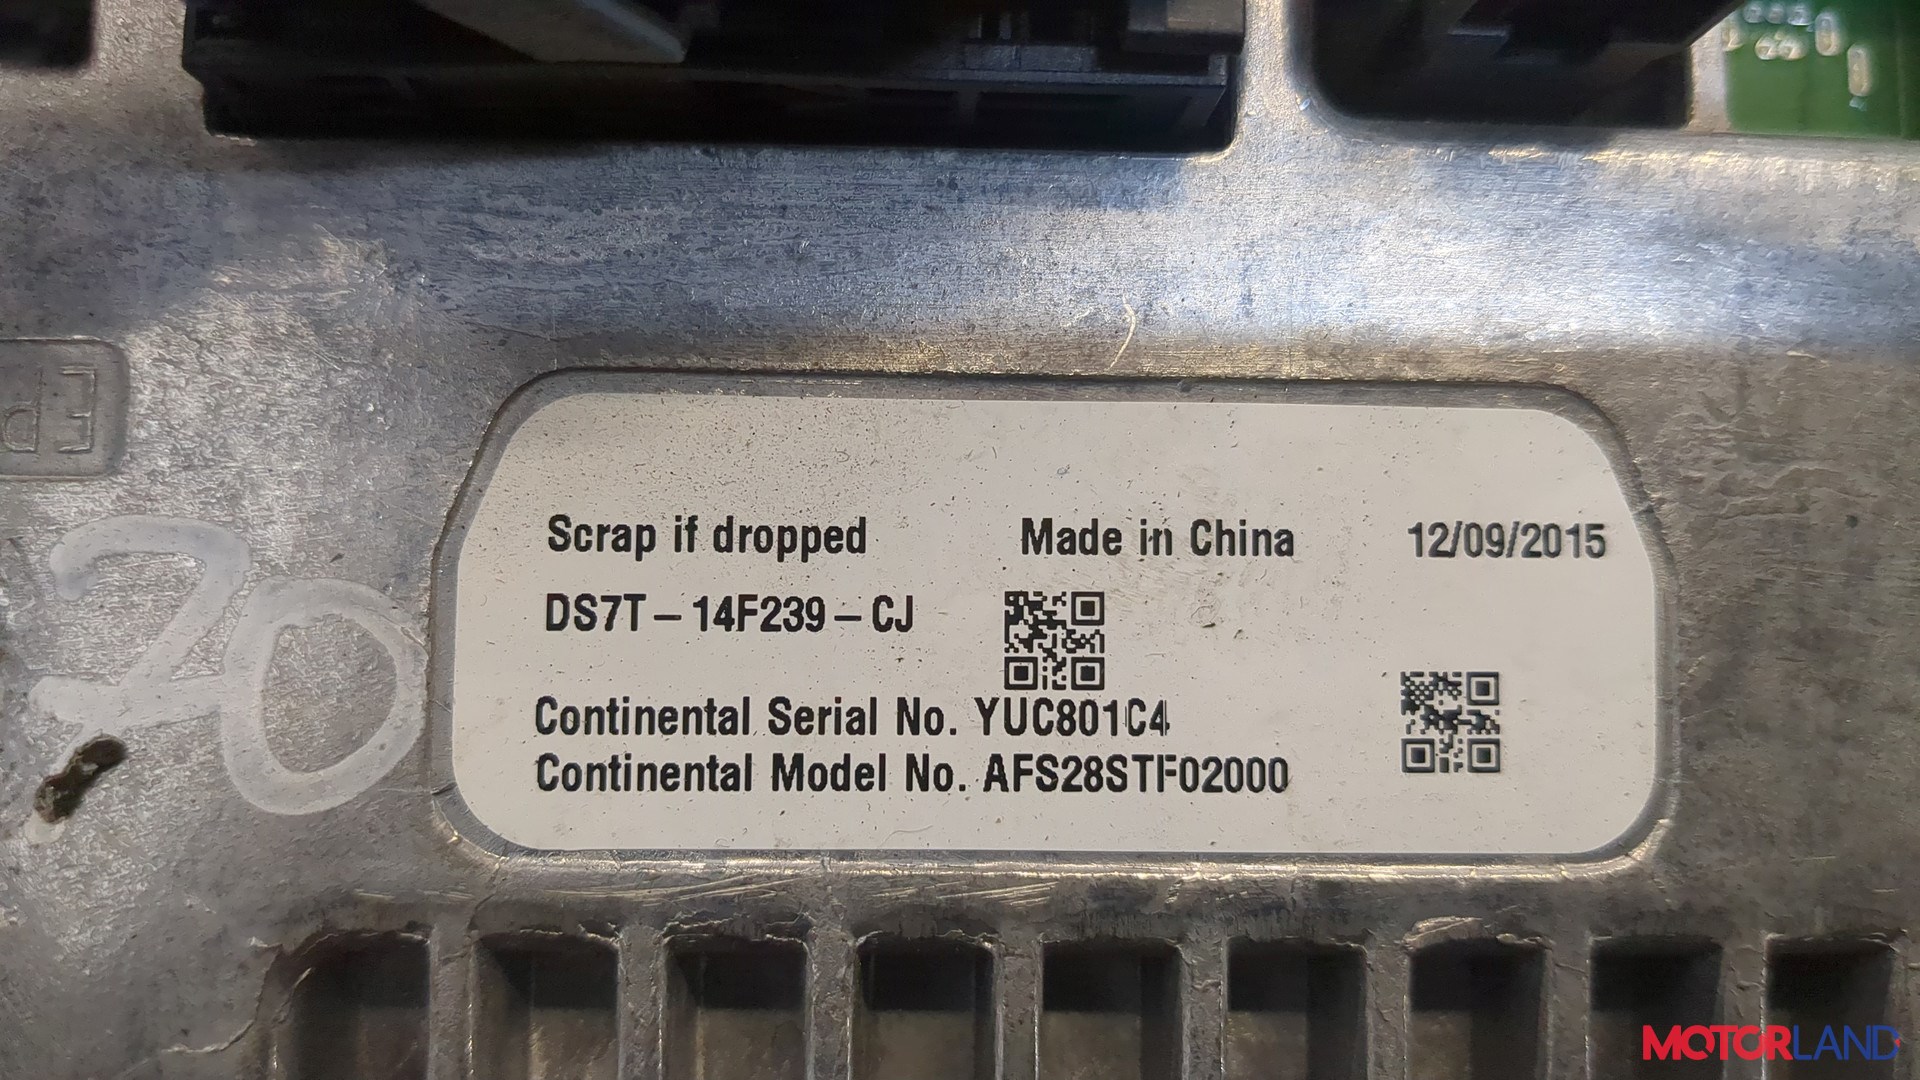 Scrap if dropped Made in China 12/09/2015
DS7T-14F239-CJ
Continental Serial No. YUC801C4
Continental Model No. AFS28STF02000
70
MOTORLAND